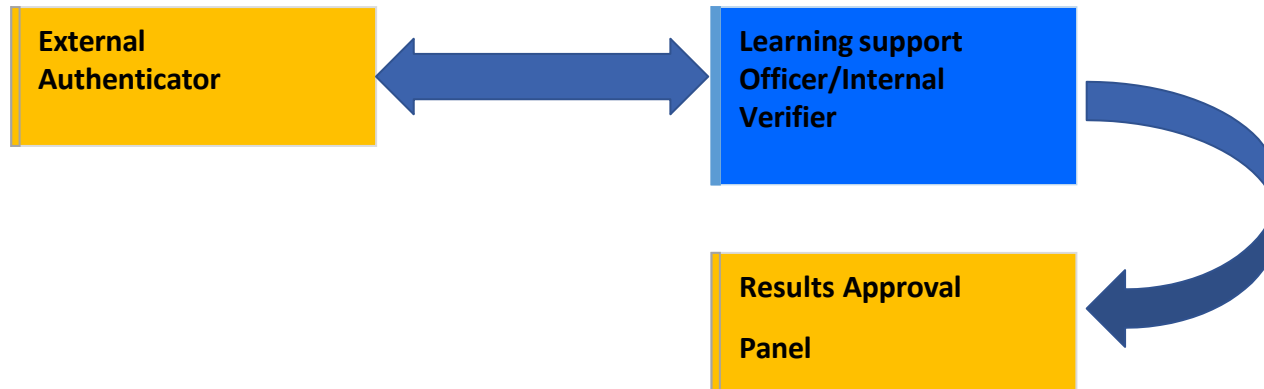 External
Authenticator
Learning support
Officer/Internal
Verifier
Results Approval
Panel